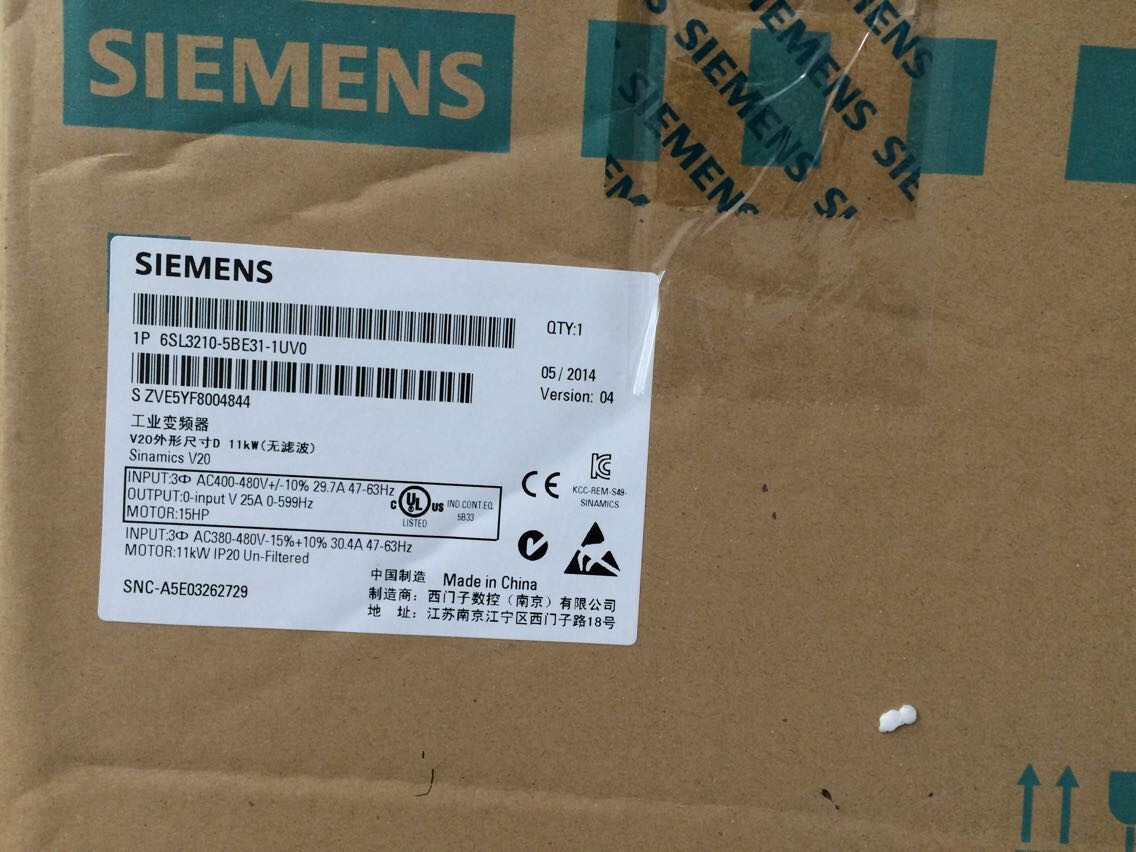 SIEMENS
SIEMENS
SIEMENS
SIEMENS
SIEMENS
SIEMENS
1P 6SL3210-5BE31-1UV0
QTY:1
S ZVE5YF8004844
05 / 2014
Version: 04
工业变频器
V20外形尺寸D 11kW(无滤波)
Sinamics V20
INPUT:3Φ AC400-480V+/-10% 29.7A 47-63Hz
OUTPUT:0-input V 25A 0-599Hz
MOTOR:15HP
C UL US
LISTED
IND.CONT.EQ.
5B33
CE
KC
KCC-REM-S49-
SINAMICS
INPUT:3Φ AC380-480V-15%+10% 30.4A 47-63Hz
MOTOR:11kW IP20 Un-Filtered
SNC-A5E03262729
中国制造 Made in China
制造商：西门子数控（南京）有限公司
地 址：江苏南京江宁区西门子路18号